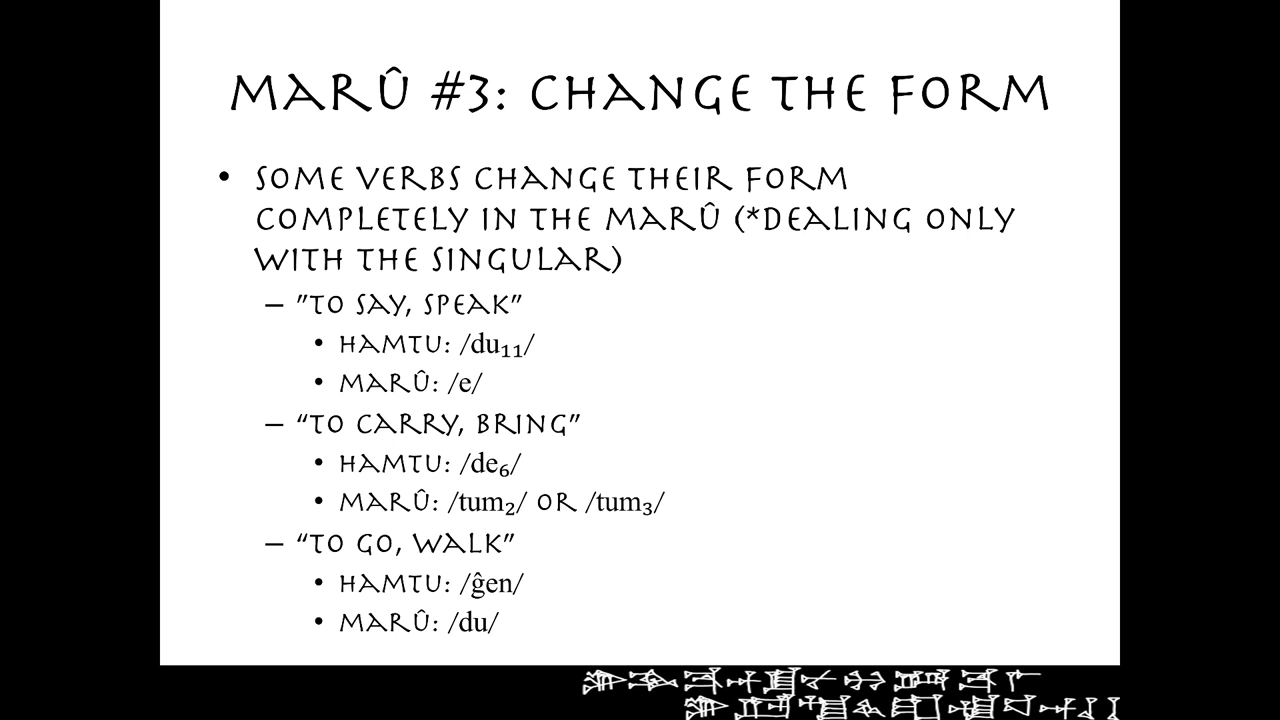 MARÛ #3: CHANGE THE FORM
• SOME VERBS CHANGE THEIR FORM
COMPLETELY IN THE MARÛ (*DEALING ONLY
WITH THE SINGULAR)
– ”TO SAY, SPEAK”
• HAMTU: /du₁₁/
• MARÛ: /e/
– “TO CARRY, BRING”
• HAMTU: /de₆/
• MARÛ: /tum₂/ OR /tum₃/
– “TO GO, WALK”
• HAMTU: /ĝen/
• MARÛ: /du/